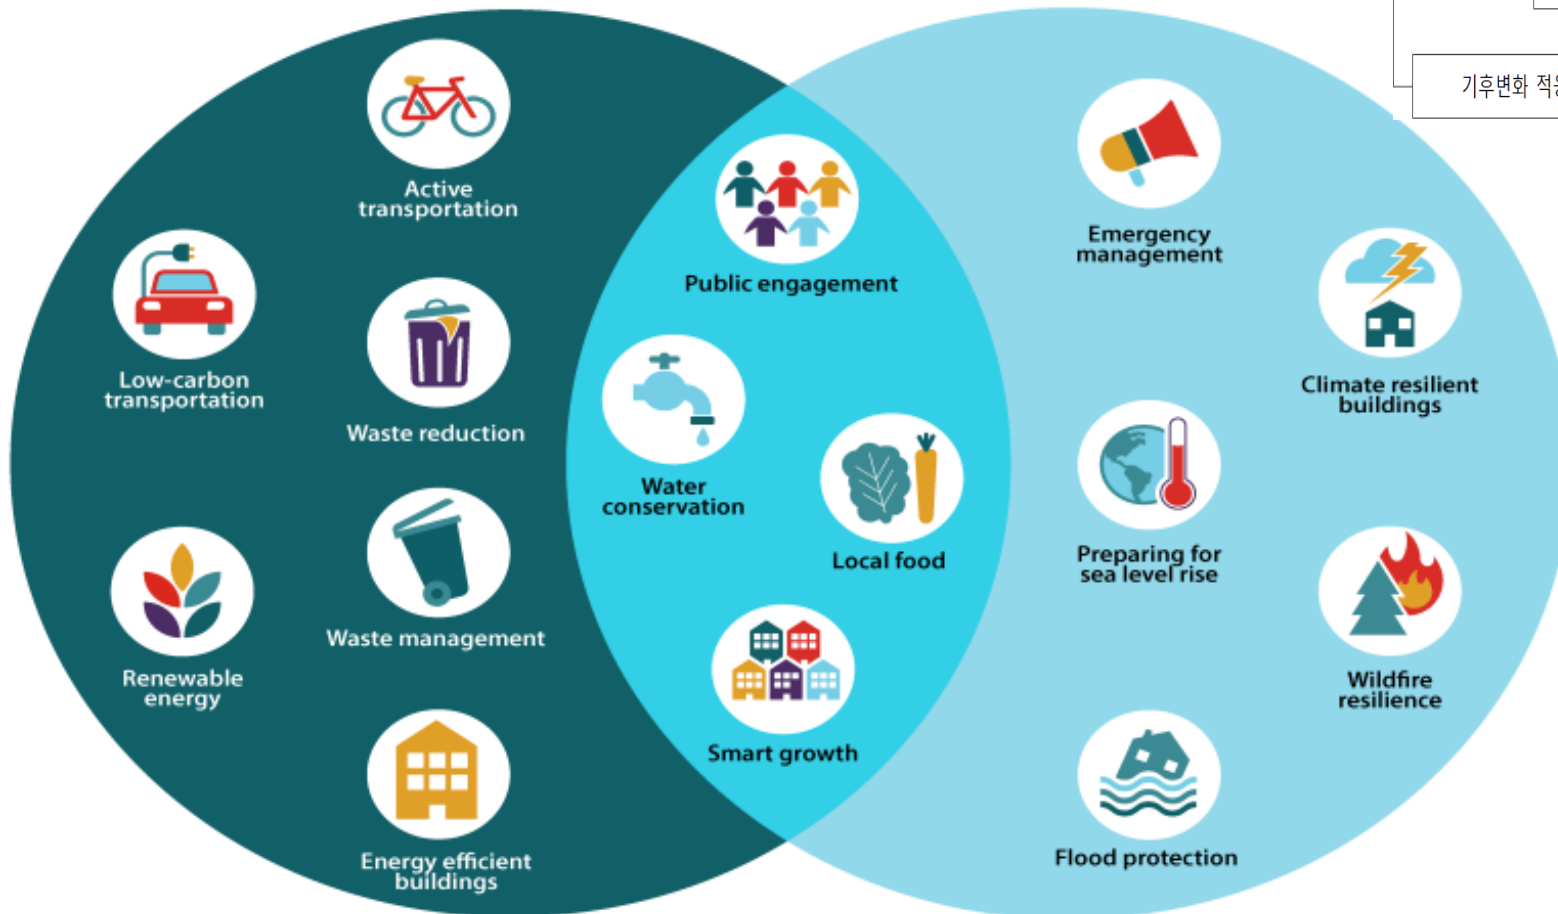 Active
transportation
Low-carbon
transportation
Waste reduction
Waste management
Renewable
energy
Energy efficient
buildings
Public engagement
Water
conservation
Local food
Smart growth
Emergency
management
Climate resilient
buildings
Preparing for
sea level rise
Wildfire
resilience
Flood protection
기후변화